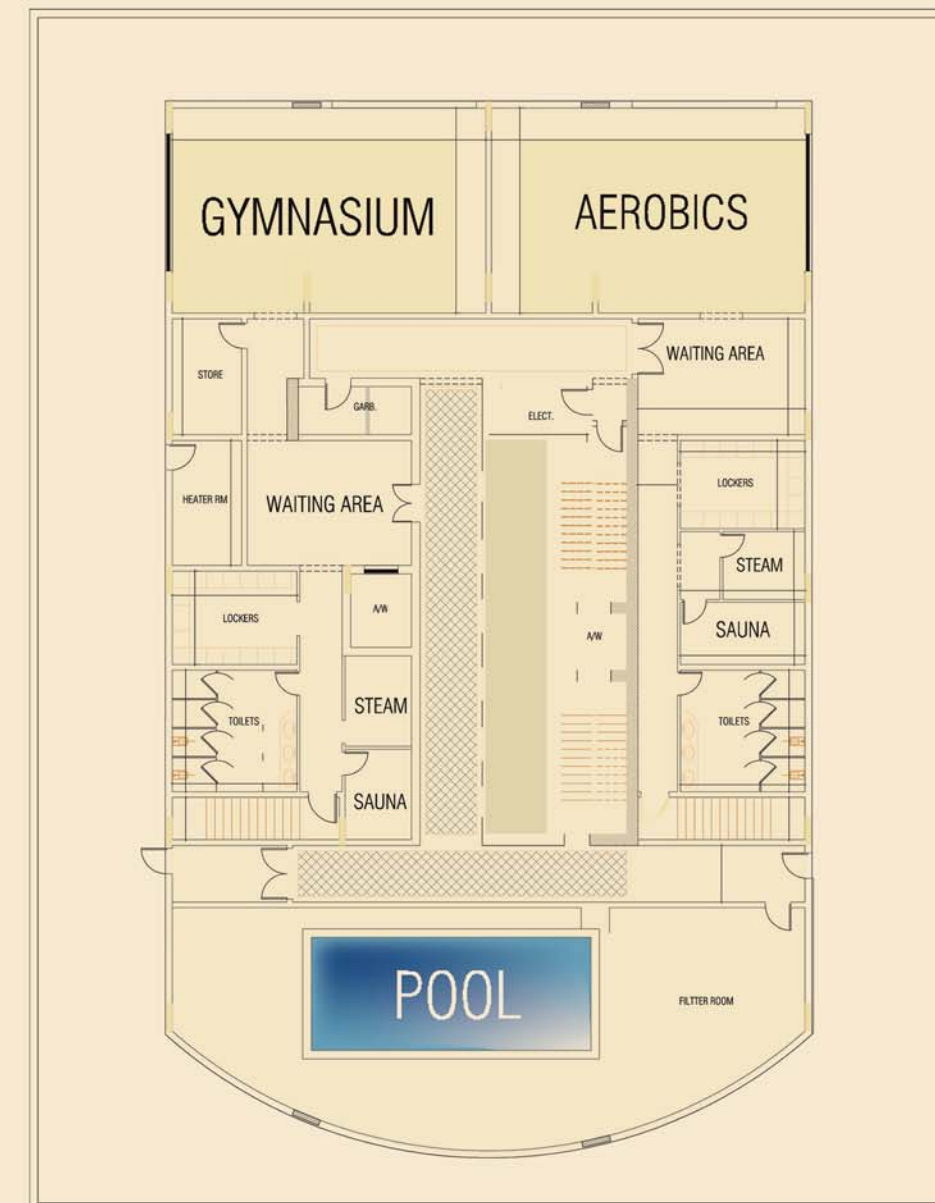 GYMNASIUM
AEROBICS
WAITING AREA
STORE
GARB.
ELECT.
LOCKERS
HEATER RM
WAITING AREA
STEAM
A/W
LOCKERS
SAUNA
A/W
STEAM
TOILETS
TOILETS
SAUNA
POOL
FILTTER ROOM